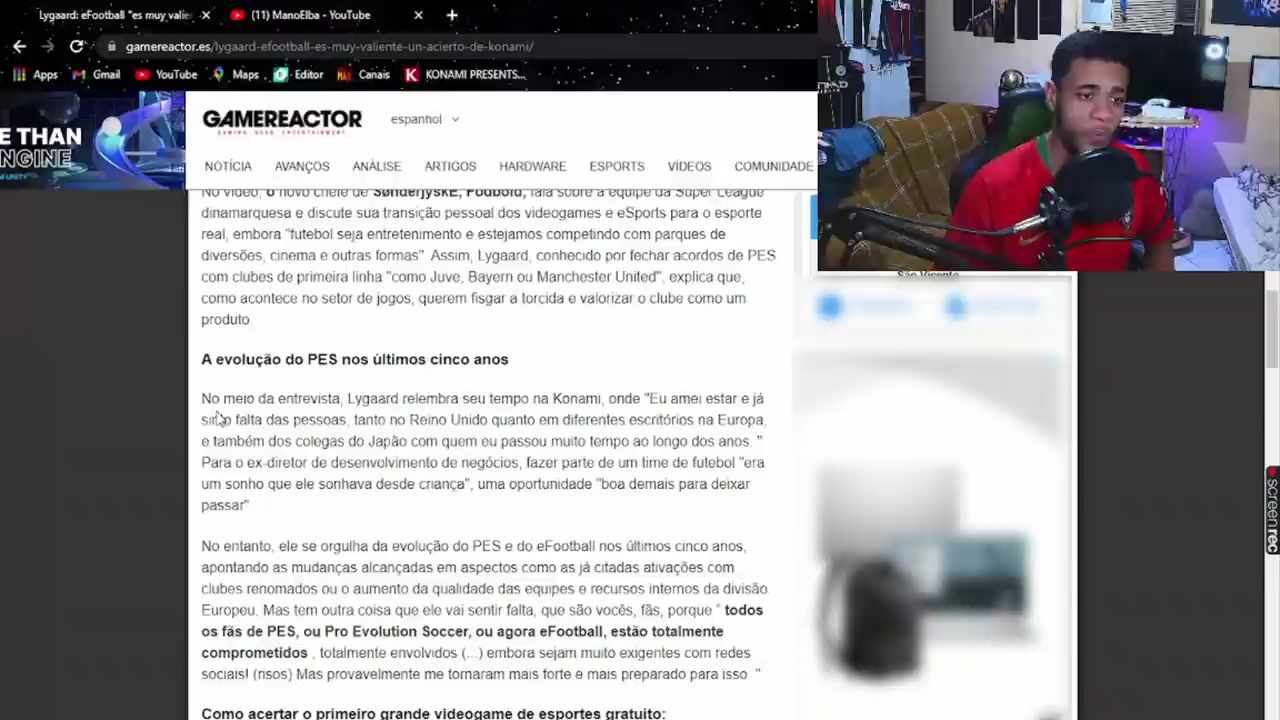 Lygaard: eFootball "es muy valie
(11) ManoElba - YouTube
gamereactor.es/lygaard-efootball-es-muy-valiente-un-acierto-de-konami/
Apps Gmail YouTube Maps Editor Canais KONAMI PRESENTS...
E THAN
NGINE
GAMEREACTOR
espanhol
NOTÍCIA AVANÇOS ANÁLISE ARTIGOS HARDWARE ESPORTS VÍDEOS COMUNIDADE
No vídeo, o novo chefe de SønderjyskE, Fodbold, fala sobre a equipe da Super League
dinamarquesa e discute sua transição pessoal dos videogames e eSports para o esporte
real, embora "futebol seja entretenimento e estejamos competindo com parques de
diversões, cinema e outras formas" Assim, Lygaard, conhecido por fechar acordos de PES
com clubes de primeira linha "como Juve, Bayern ou Manchester United", explica que,
como acontece no setor de jogos, querem fisgar a torcida e valorizar o clube como um
produto
São Vicente
A evolução do PES nos últimos cinco anos
No meio da entrevista, Lygaard relembra seu tempo na Konami, onde "Eu amei estar e já
sinto falta das pessoas, tanto no Reino Unido quanto em diferentes escritórios na Europa,
e também dos colegas do Japão com quem eu passou muito tempo ao longo dos anos. "
Para o ex-diretor de desenvolvimento de negócios, fazer parte de um time de futebol "era
um sonho que ele sonhava desde criança", uma oportunidade "boa demais para deixar
passar"
No entanto, ele se orgulha da evolução do PES e do eFootball nos últimos cinco anos,
apontando as mudanças alcançadas em aspectos como as já citadas ativações com
clubes renomados ou o aumento da qualidade das equipes e recursos internos da divisão
Europeu. Mas tem outra coisa que ele vai sentir falta, que são vocês, fãs, porque " todos
os fãs de PES, ou Pro Evolution Soccer, ou agora eFootball, estão totalmente
comprometidos , totalmente envolvidos (...) embora sejam muito exigentes com redes
sociais! (risos) Mas provavelmente me tornaram mais forte e mais preparado para isso "
Como acertar o primeiro grande videogame de esportes gratuito:
screenrec